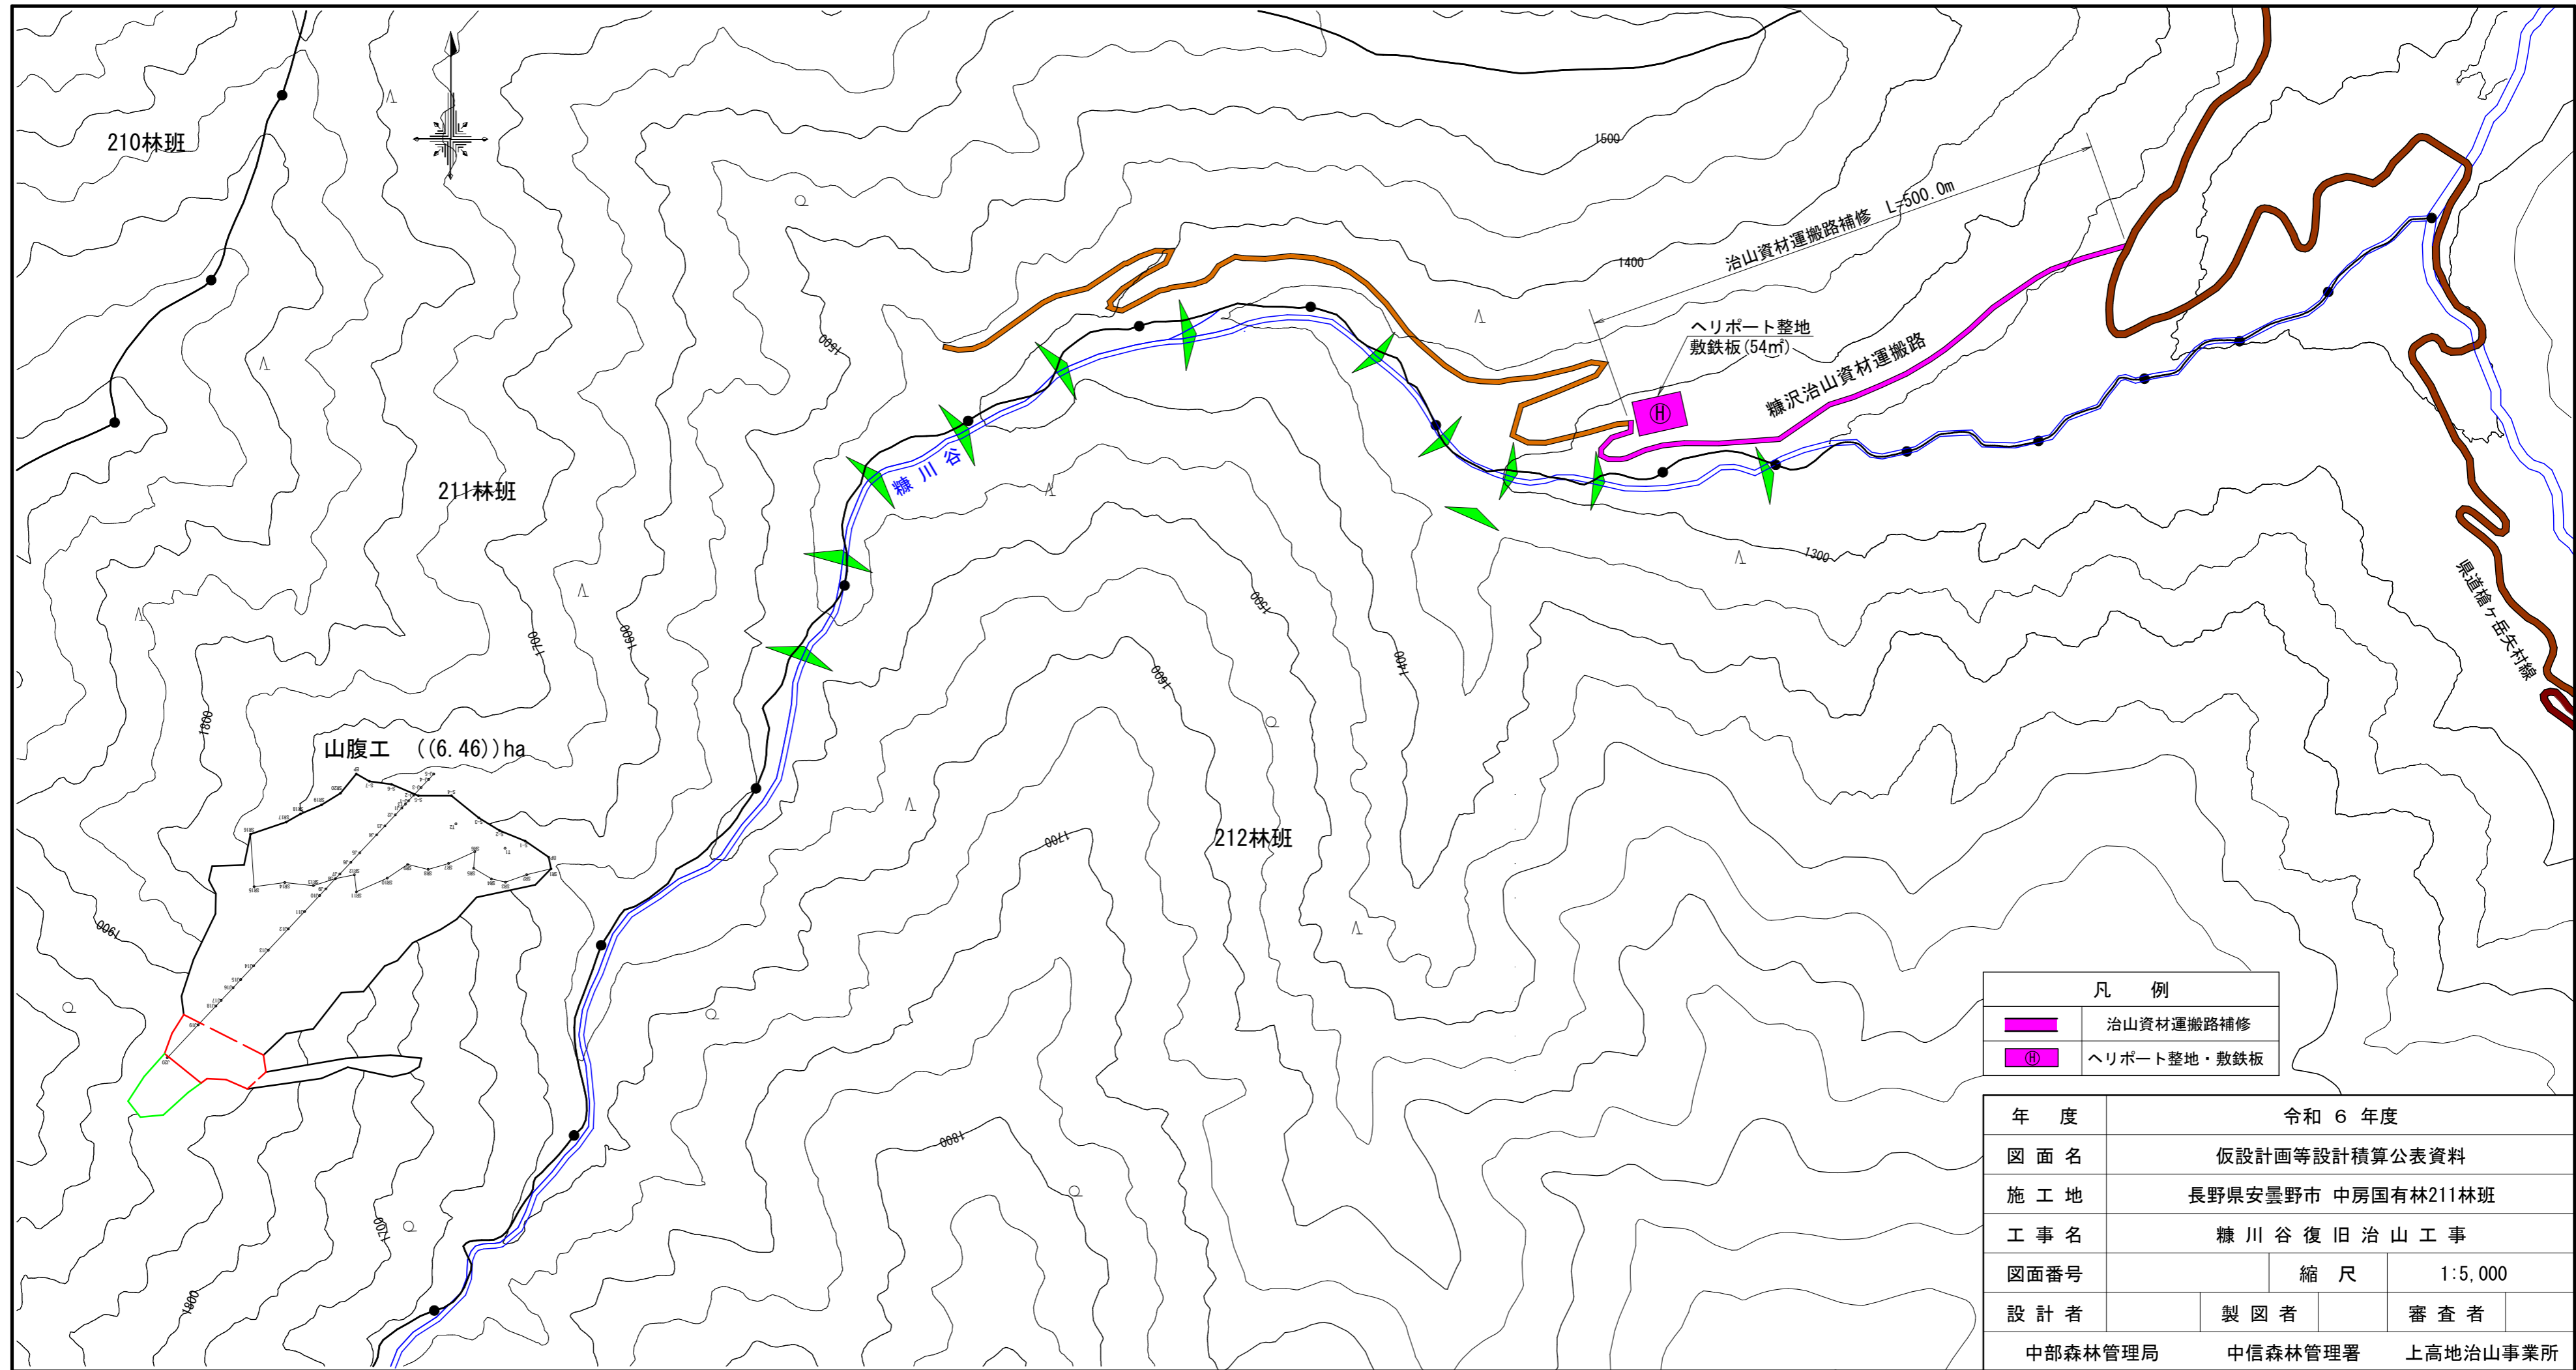 210林班
1500
治山資材運搬路補修 L=500.0m
1400
ヘリポート整地
敷鉄板(54㎡)
H
糠沢治山資材運搬路
1500
糠川谷
211林班
1300
県道槍ヶ岳矢村線
1700
1600
1500
1400
1600
1800
山腹工 ((6.46))ha
212林班
1700
1900
1800
1700
1800
凡 例
治山資材運搬路補修
H ヘリポート整地・敷鉄板
年 度 令和 6 年度
図面名 仮設計画等設計積算公表資料
施工地 長野県安曇野市 中房国有林211林班
工事名 糠川谷復旧治山工事
図面番号 縮 尺 1:5,000
設計者 製図者 審査者
中部森林管理局 中信森林管理署 上高地治山事業所